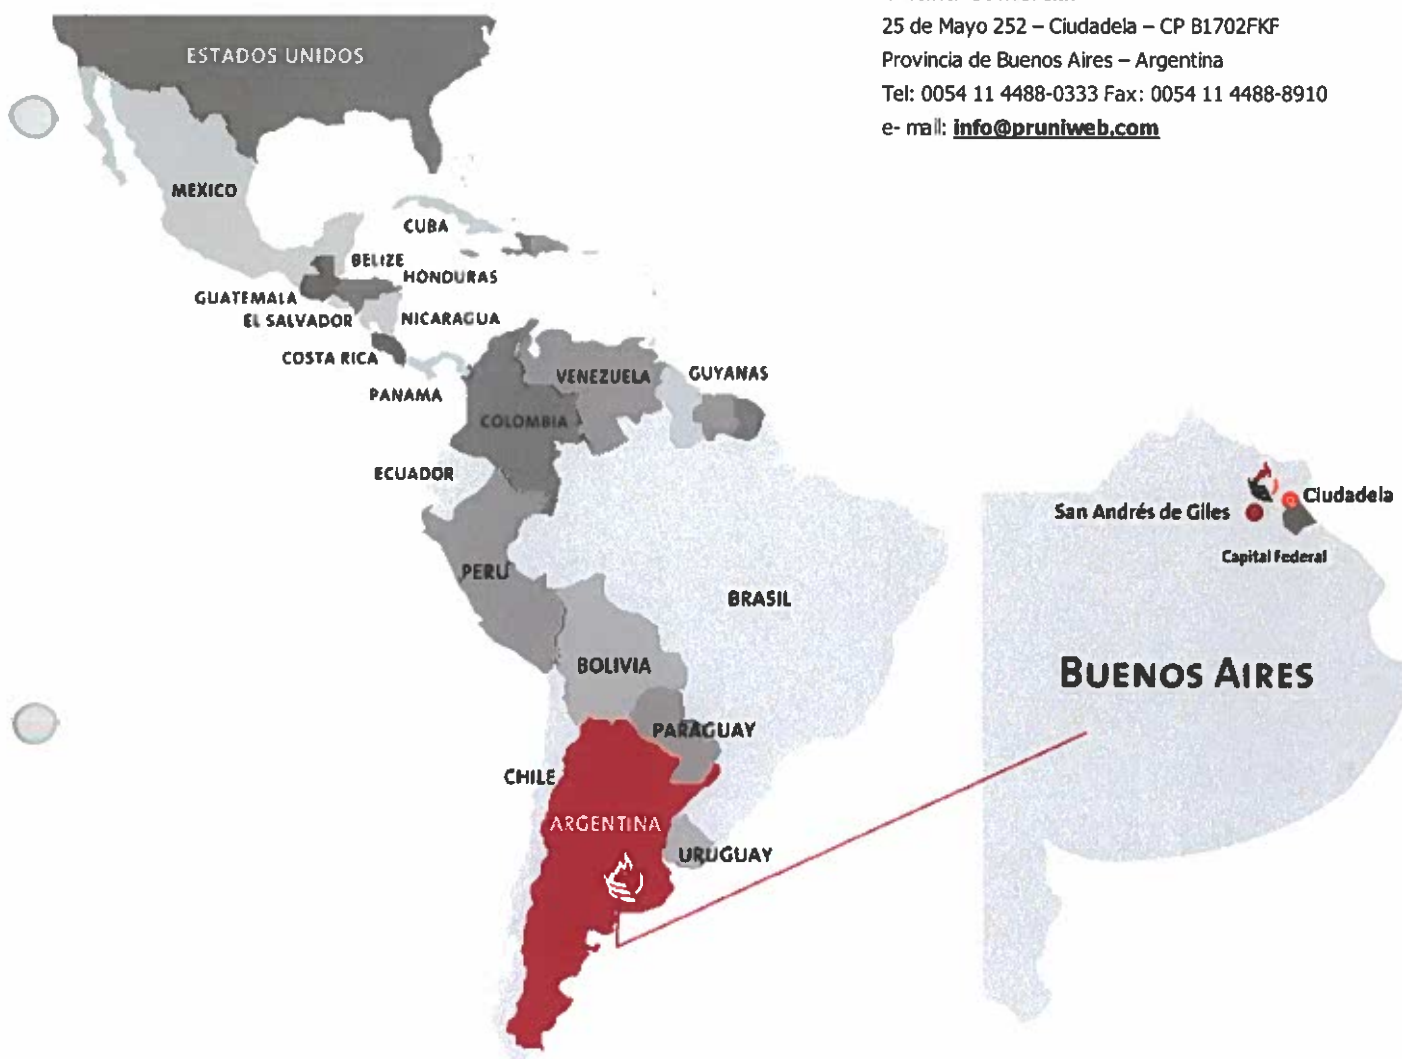 25 de Mayo 252 – Ciudadela – CP B1702FKF
Provincia de Buenos Aires – Argentina
Tel: 0054 11 4488-0333 Fax: 0054 11 4488-8910
e- mail: info@pruniweb.com
ESTADOS UNIDOS
MEXICO
CUBA
BELIZE
HONDURAS
GUATEMALA
EL SALVADOR
NICARAGUA
COSTA RICA
PANAMA
VENEZUELA
GUYANAS
COLOMBIA
ECUADOR
PERU
BRASIL
BOLIVIA
PARAGUAY
CHILE
ARGENTINA
URUGUAY
San Andrés de Giles
Ciudadela
Capital Federal
BUENOS AIRES